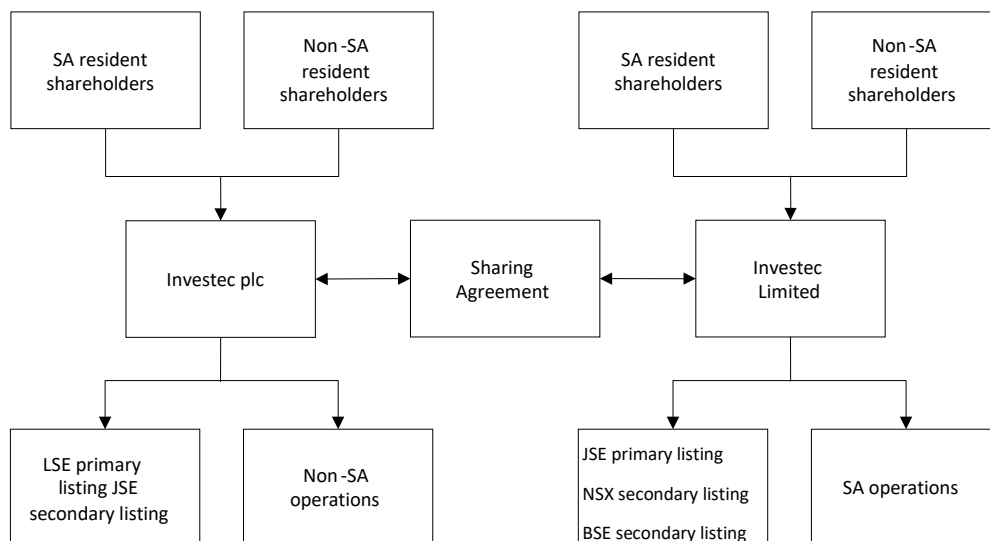 SA resident
shareholders
Non-SA
resident
shareholders
SA resident
shareholders
Non-SA
resident
shareholders
Investec plc
Sharing
Agreement
Investec
Limited
LSE primary
listing JSE
secondary listing
Non-SA
operations
JSE primary listing
NSX secondary listing
BSE secondary listing
SA operations